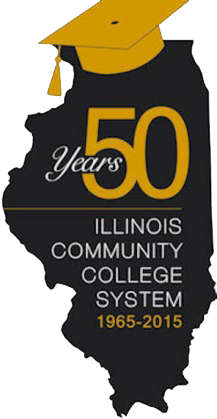 50
Years
ILLINOIS
COMMUNITY
COLLEGE
SYSTEM
1965-2015